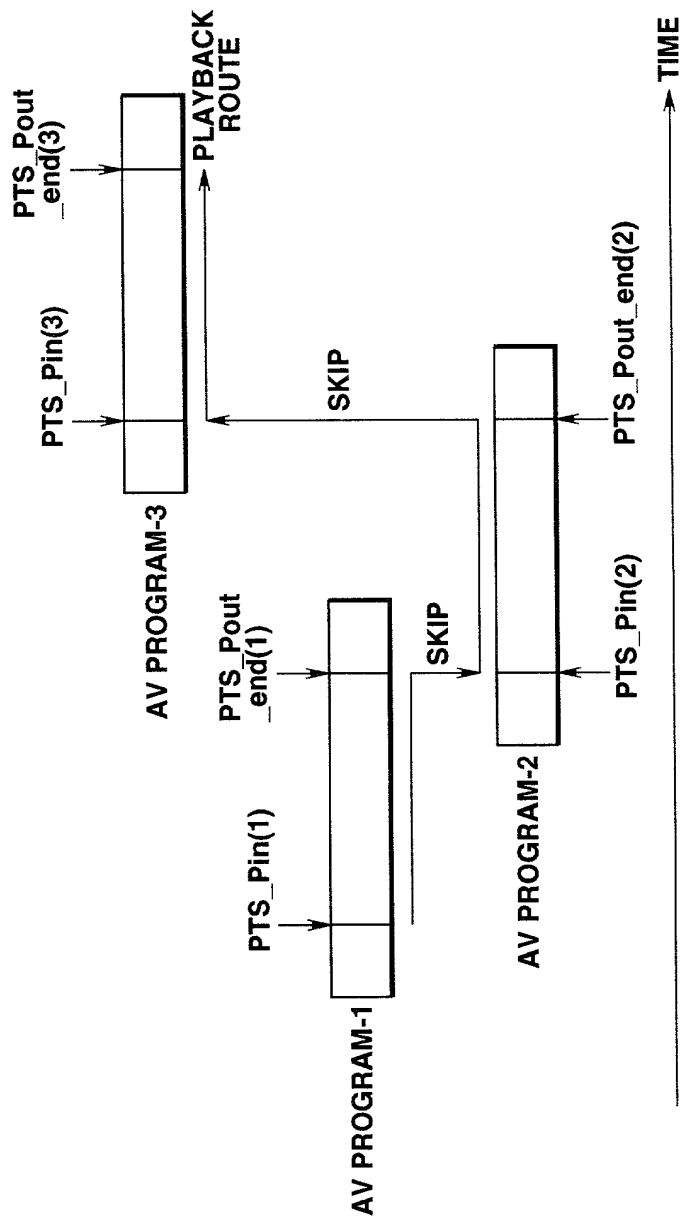 AV PROGRAM-1
PTS_Pin(1)
PTS_Pout
_end(1)
SKIP
AV PROGRAM-2
PTS_Pin(2)
PTS_Pout_end(2)
SKIP
AV PROGRAM-3
PTS_Pin(3)
PTS_Pout
_end(3)
PLAYBACK
ROUTE
TIME